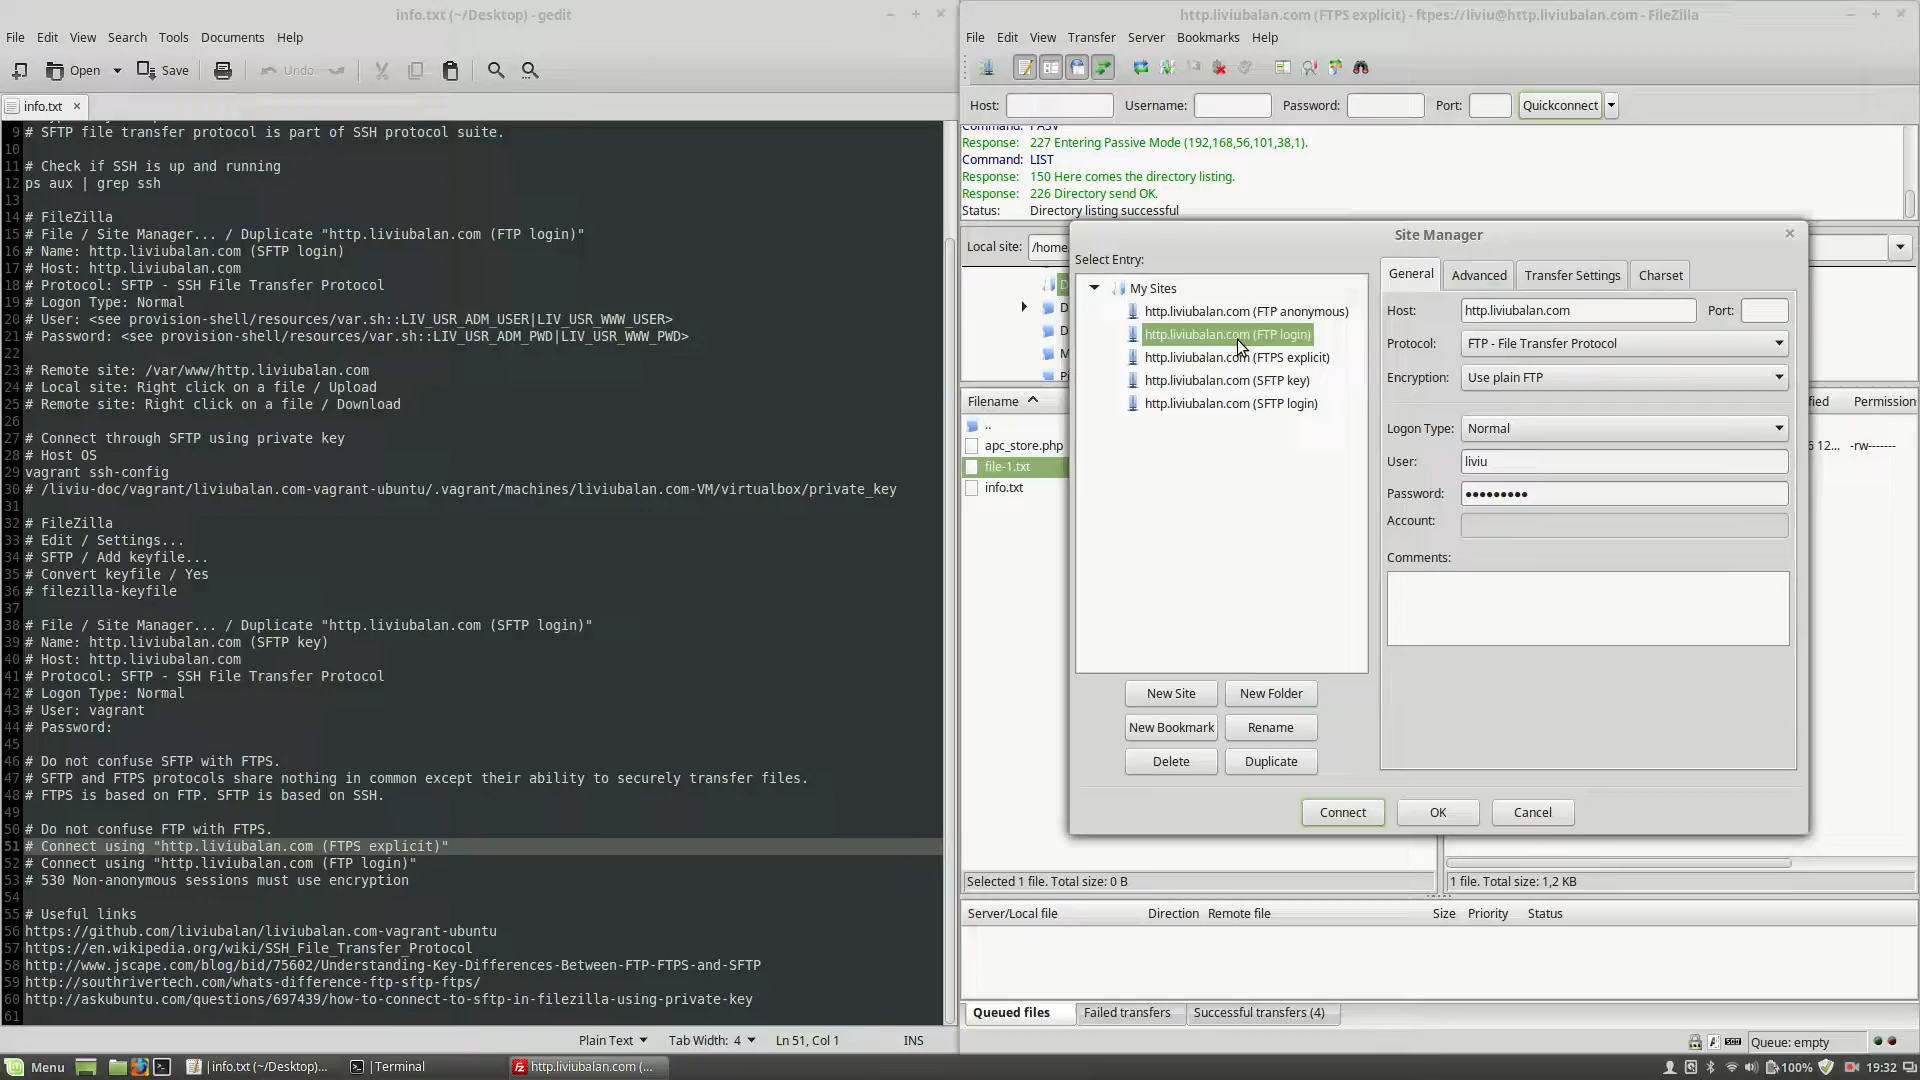 info.txt (~/Desktop) - gedit
File Edit View Search Tools Documents Help
Open Save Undo
info.txt ×
9 # SFTP file transfer protocol is part of SSH protocol suite.
10
11 # Check if SSH is up and running
12 ps aux | grep ssh
13
14 # FileZilla
15 # File / Site Manager... / Duplicate "http.liviubalan.com (FTP login)"
16 # Name: http.liviubalan.com (SFTP login)
17 # Host: http.liviubalan.com
18 # Protocol: SFTP - SSH File Transfer Protocol
19 # Logon Type: Normal
20 # User: <see provision-shell/resources/var.sh::LIV_USR_ADM_USER|LIV_USR_WWW_USER>
21 # Password: <see provision-shell/resources/var.sh::LIV_USR_ADM_PWD|LIV_USR_WWW_PWD>
22
23 # Remote site: /var/www/http.liviubalan.com
24 # Local site: Right click on a file / Upload
25 # Remote site: Right click on a file / Download
26
27 # Connect through SFTP using private key
28 # Host OS
29 vagrant ssh-config
30 # /liviu-doc/vagrant/liviubalan.com-vagrant-ubuntu/.vagrant/machines/liviubalan.com-VM/virtualbox/private_key
31
32 # FileZilla
33 # Edit / Settings...
34 # SFTP / Add keyfile...
35 # Convert keyfile / Yes
36 # filezilla-keyfile
37
38 # File / Site Manager... / Duplicate "http.liviubalan.com (SFTP login)"
39 # Name: http.liviubalan.com (SFTP key)
40 # Host: http.liviubalan.com
41 # Protocol: SFTP - SSH File Transfer Protocol
42 # Logon Type: Normal
43 # User: vagrant
44 # Password:
45
46 # Do not confuse SFTP with FTPS.
47 # SFTP and FTPS protocols share nothing in common except their ability to securely transfer files.
48 # FTPS is based on FTP. SFTP is based on SSH.
49
50 # Do not confuse FTP with FTPS.
51 # Connect using "http.liviubalan.com (FTPS explicit)"
52 # Connect using "http.liviubalan.com (FTP login)"
53 # 530 Non-anonymous sessions must use encryption
54
55 # Useful links
56 https://github.com/liviubalan/liviubalan.com-vagrant-ubuntu
57 https://en.wikipedia.org/wiki/SSH_File_Transfer_Protocol
58 http://www.jscape.com/blog/bid/75602/Understanding-Key-Differences-Between-FTP-FTPS-and-SFTP
59 http://southrivertech.com/whats-difference-ftp-sftp-ftps/
60 http://askubuntu.com/questions/697439/how-to-connect-to-sftp-in-filezilla-using-private-key
61
Plain Text Tab Width: 4 Ln 51, Col 1 INS
http.liviubalan.com (FTPS explicit) - ftpes://liviu@http.liviubalan.com - FileZilla
File Edit View Transfer Server Bookmarks Help
Host: Username: Password: Port: Quickconnect
Command: PASV
Response: 227 Entering Passive Mode (192,168,56,101,38,1).
Command: LIST
Response: 150 Here comes the directory listing.
Response: 226 Directory send OK.
Status: Directory listing successful
Local site: /home
Filename
..
apc_store.php
file-1.txt
info.txt
fied Permission
6 12... -rw-------
Site Manager
Select Entry:
My Sites
http.liviubalan.com (FTP anonymous)
http.liviubalan.com (FTP login)
http.liviubalan.com (FTPS explicit)
http.liviubalan.com (SFTP key)
http.liviubalan.com (SFTP login)
New Site New Folder
New Bookmark Rename
Delete Duplicate
General Advanced Transfer Settings Charset
Host: http.liviubalan.com Port:
Protocol: FTP - File Transfer Protocol
Encryption: Use plain FTP
Logon Type: Normal
User: liviu
Password: •••••••••
Account:
Comments:
Connect OK Cancel
Selected 1 file. Total size: 0 B
1 file. Total size: 1,2 KB
Server/Local file Direction Remote file Size Priority Status
Queued files Failed transfers Successful transfers (4)
Queue: empty
Menu info.txt (~/Desktop)... Terminal http.liviubalan.com (... 100% 19:32